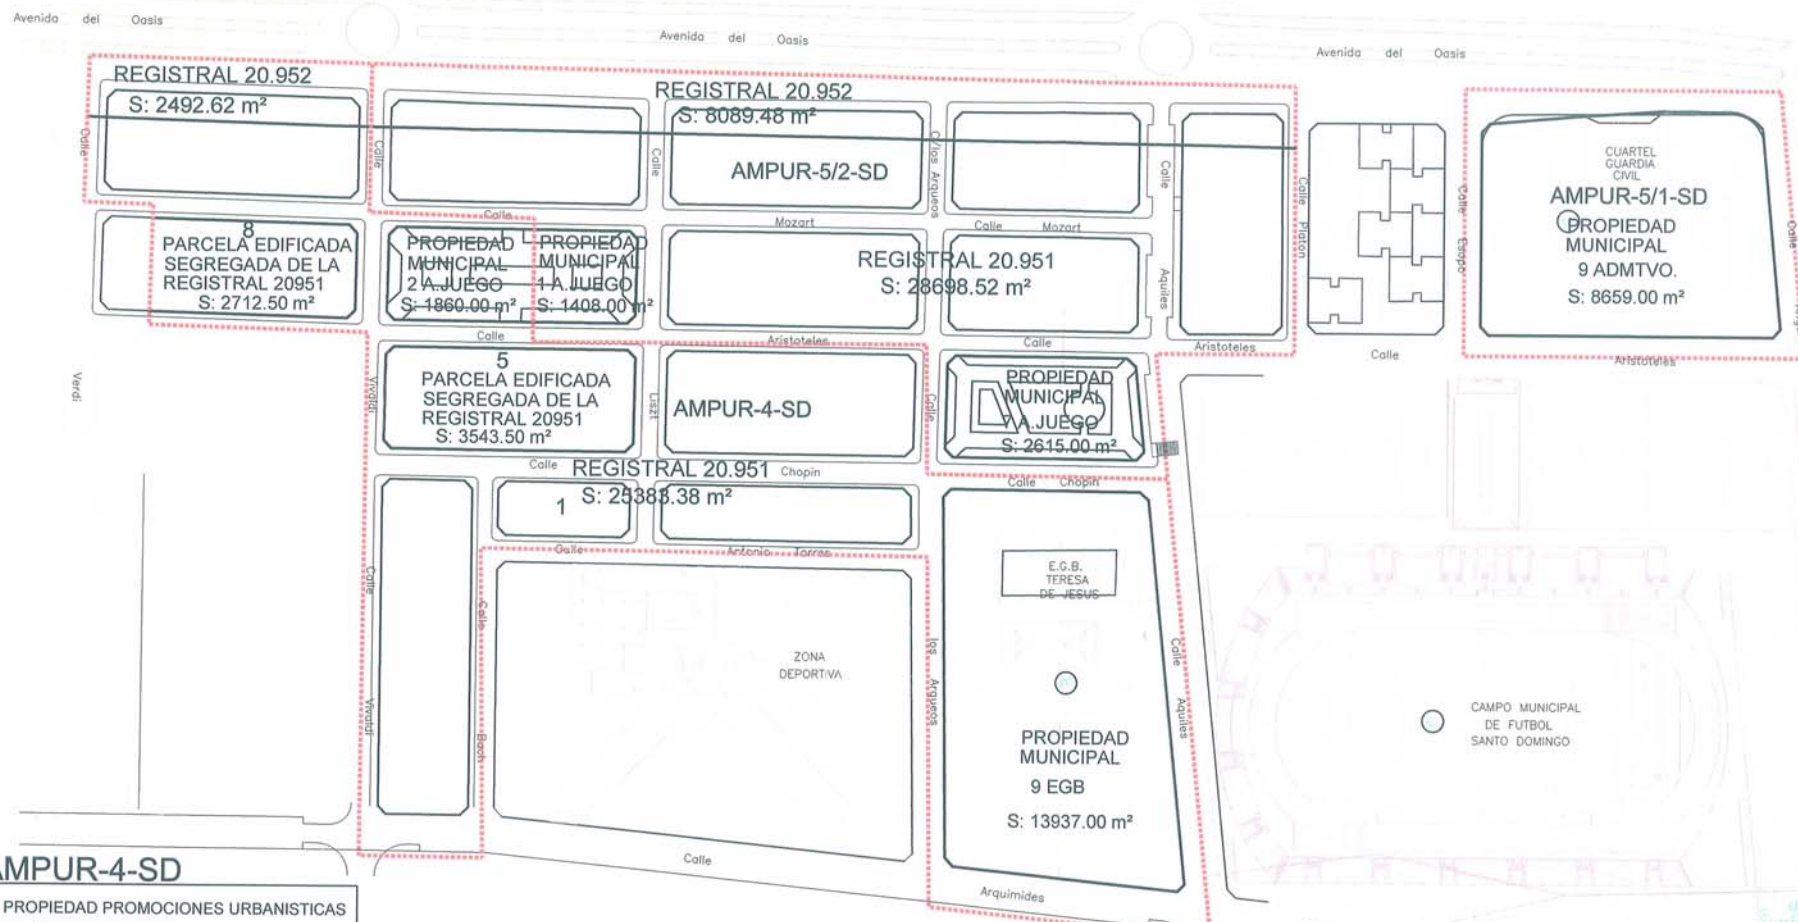 Avenida del Oasis
Avenida del Oasis
Avenida del Oasis
REGISTRAL 20.952
S: 2492.62 m²
REGISTRAL 20.952
S: 8089.48 m²
AMPUR-5/2-SD
CUARTEL
GUARDIA
CIVIL
AMPUR-5/1-SD
PROPIEDAD
MUNICIPAL
9 ADMTVO.
S: 8659.00 m²
Calle
Calle
Calle
C/los Arqueos
Calle
Calle Platon
Calle Esopo
Calle
Calle
Mozart
Calle Mozart
8
PARCELA EDIFICADA
SEGREGADA DE LA
REGISTRAL 20951
S: 2712.50 m²
PROPIEDAD
MUNICIPAL
2 A.JUEGO
S: 1860.00 m²
PROPIEDAD
MUNICIPAL
1 A.JUEGO
S: 1408.00 m²
REGISTRAL 20.951
S: 28698.52 m²
Aquiles
Calle
Aristoteles
Calle
Aristoteles
Calle
Aristoteles
Verdi
Vivaldi
5
PARCELA EDIFICADA
SEGREGADA DE LA
REGISTRAL 20951
S: 3543.50 m²
Liszt
AMPUR-4-SD
Calle
PROPIEDAD
MUNICIPAL
7 A.JUEGO
S: 2615.00 m²
Calle
REGISTRAL 20.951
Chopin
S: 25383.38 m²
Calle Chopin
1
Calle
Antonio Torres
Calle
Vivaldi
Calle
Bach
ZONA
DEPORTIVA
los Arqueos
E.G.B.
TERESA
DE JESUS
PROPIEDAD
MUNICIPAL
9 EGB
S: 13937.00 m²
Calle
Aquiles
CAMPO MUNICIPAL
DE FUTBOL
SANTO DOMINGO
Calle
Arquimides
AMPUR-4-SD
PROPIEDAD PROMOCIONES URBANISTICAS